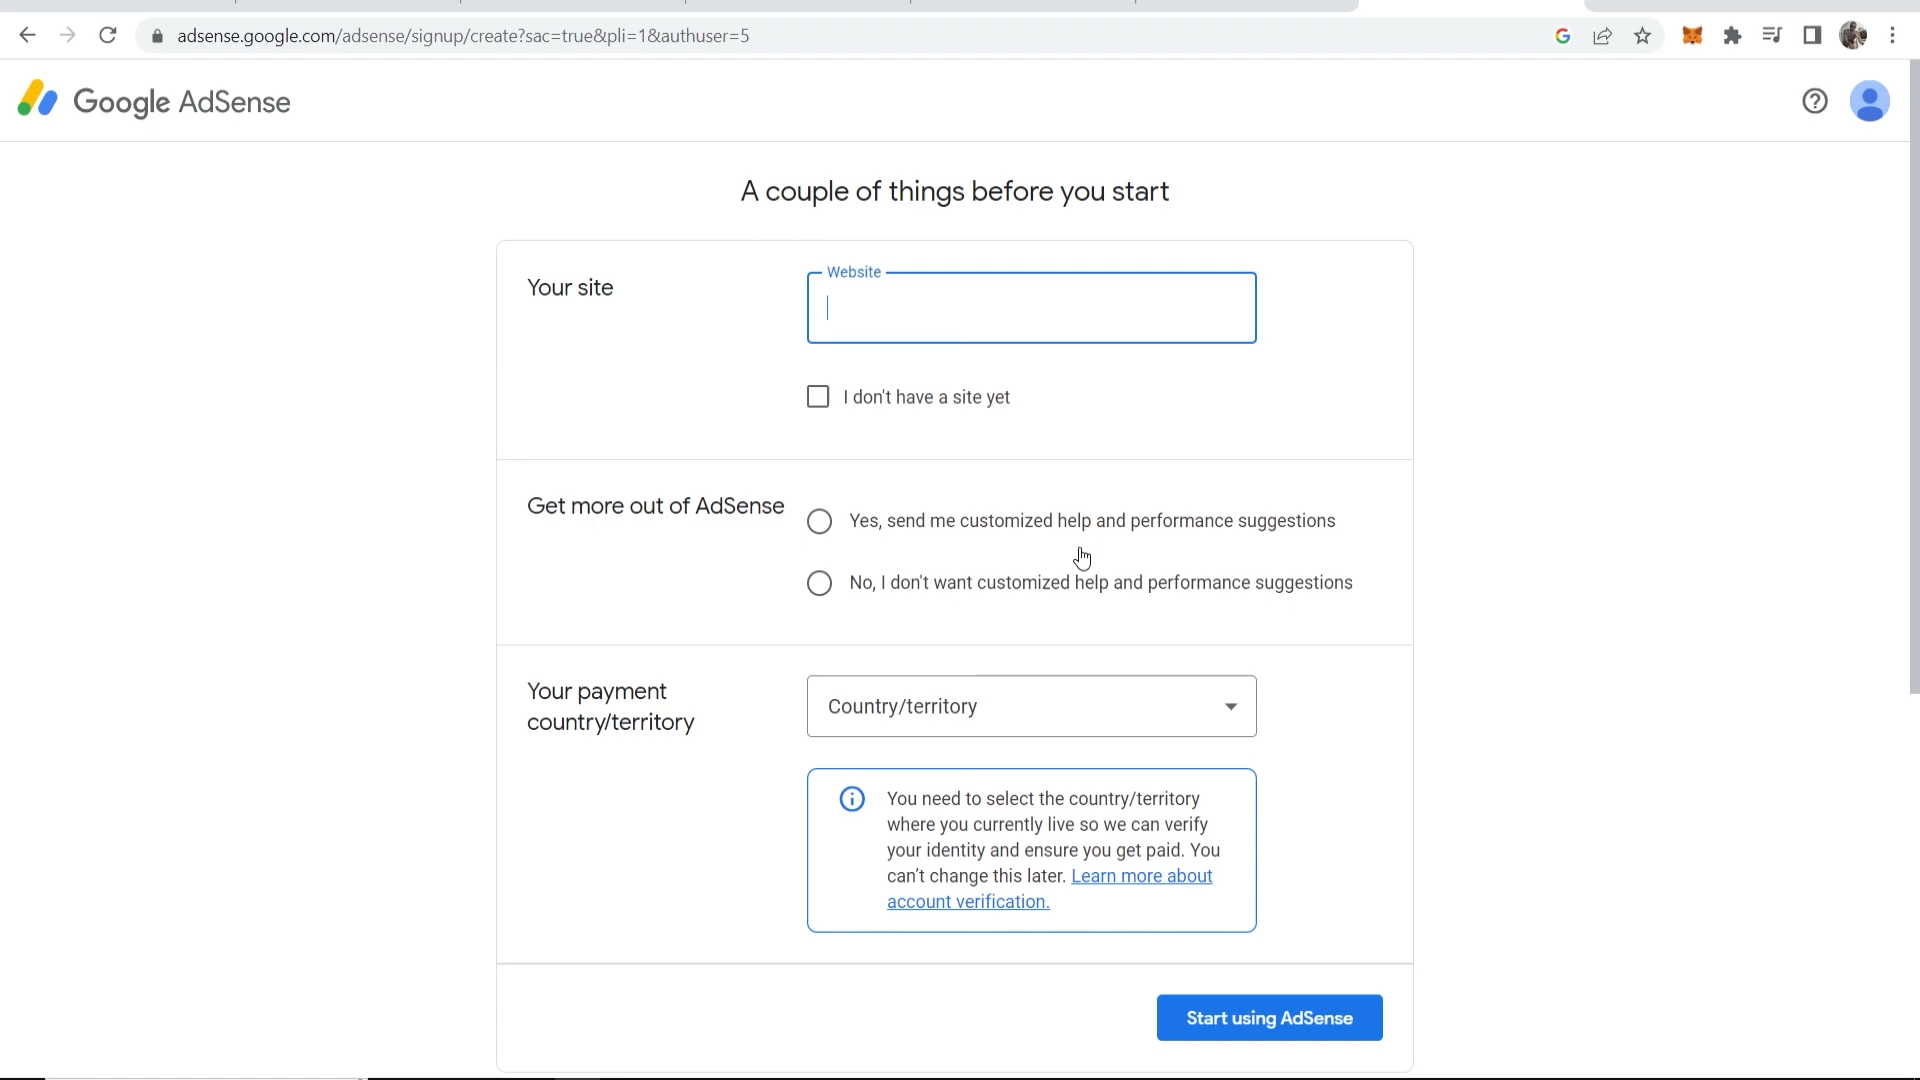 adsense.google.com/adsense/signup/create?sac=true&pli=1&authuser=5
Google AdSense
A couple of things before you start
Your site
Website
I don't have a site yet
Get more out of AdSense
Yes, send me customized help and performance suggestions
No, I don't want customized help and performance suggestions
Your payment
country/territory
Country/territory
You need to select the country/territory
where you currently live so we can verify
your identity and ensure you get paid. You
can’t change this later. Learn more about
account verification.
Start using AdSense